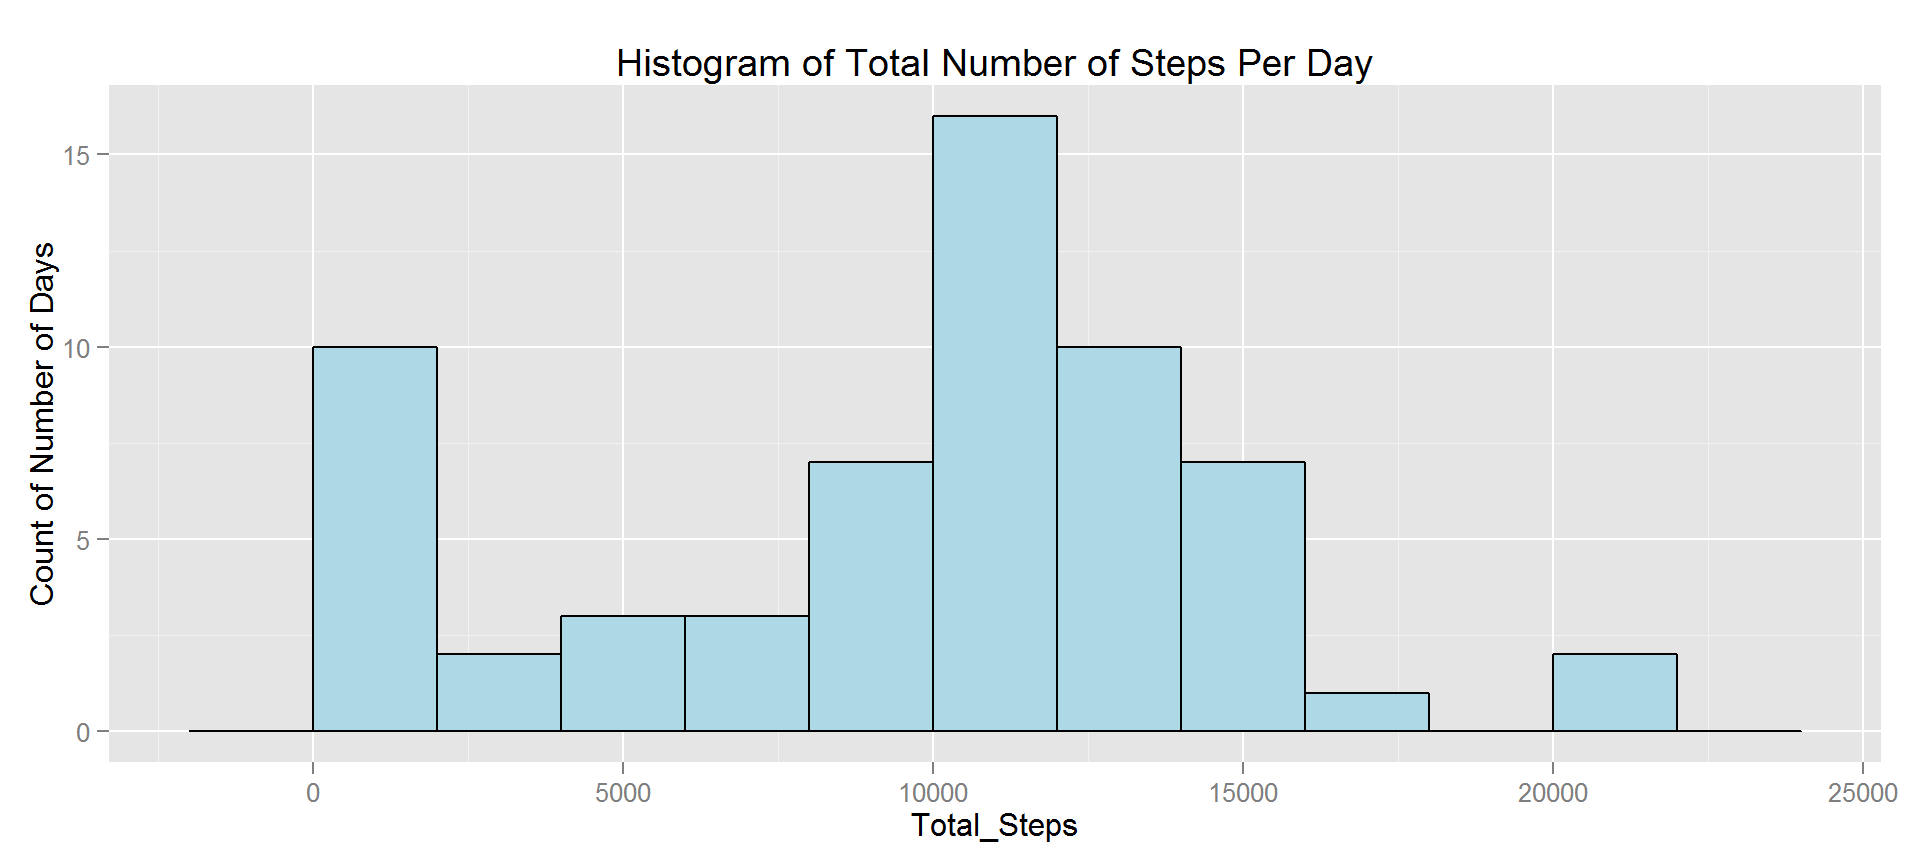 Histogram of Total Number of Steps Per Day
Count of Number of Days
15
10
5
0
0 5000 10000 15000 20000 25000
Total_Steps